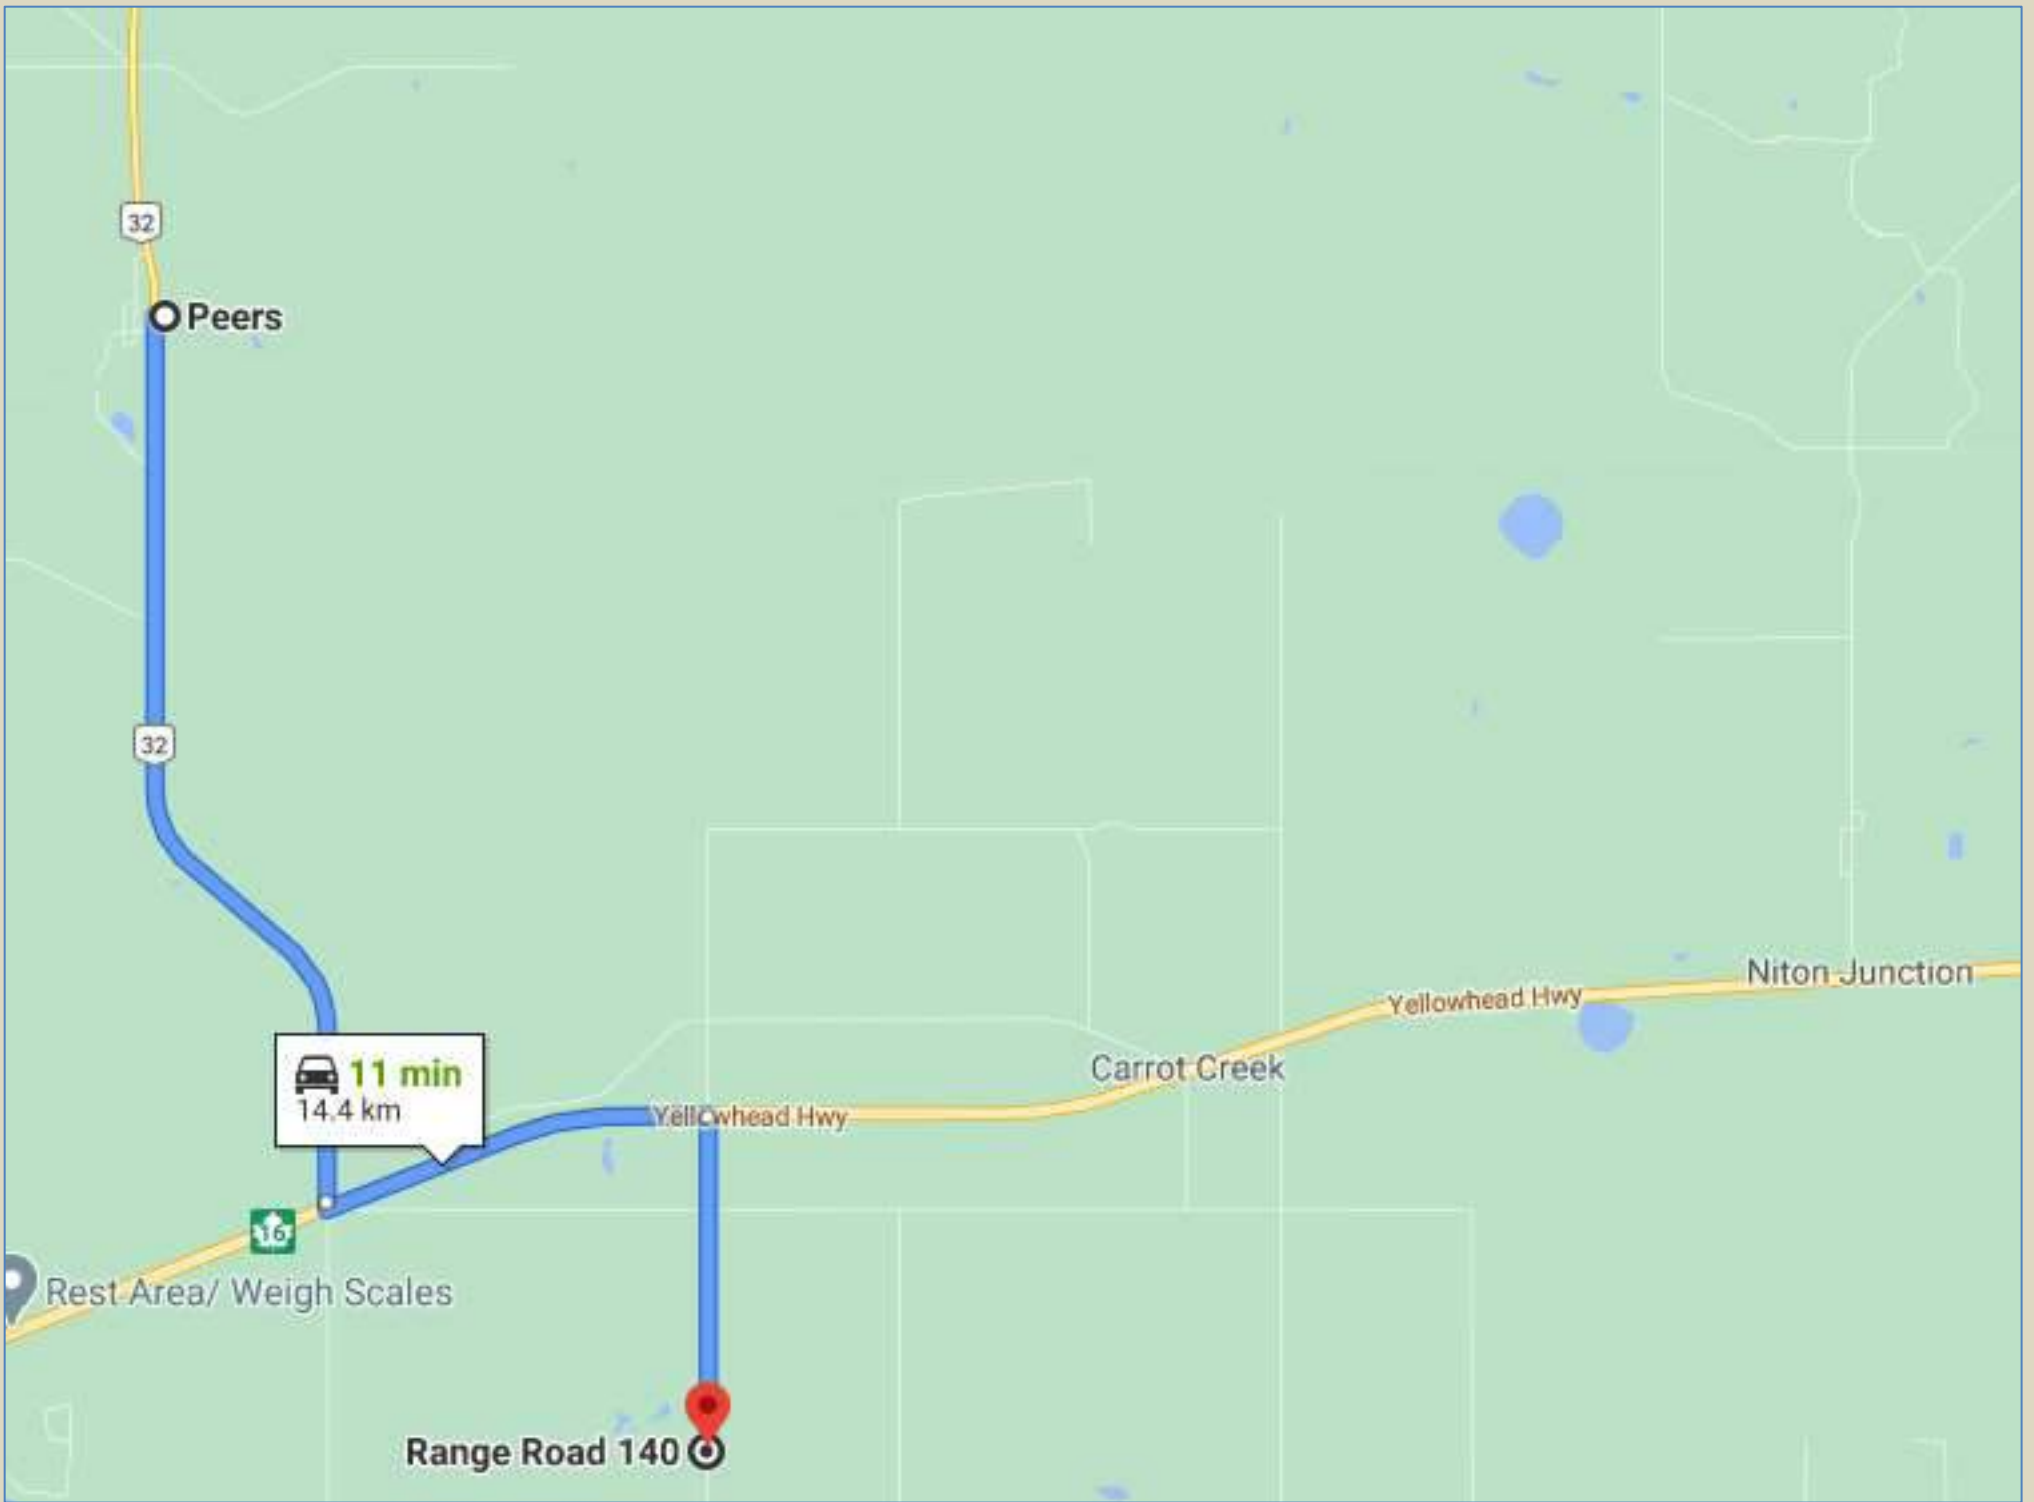 32
Peers
32
Niton Junction
Yellowhead Hwy
Carrot Creek
11 min
14.4 km
Yellowhead Hwy
16
Rest Area/ Weigh Scales
Range Road 140